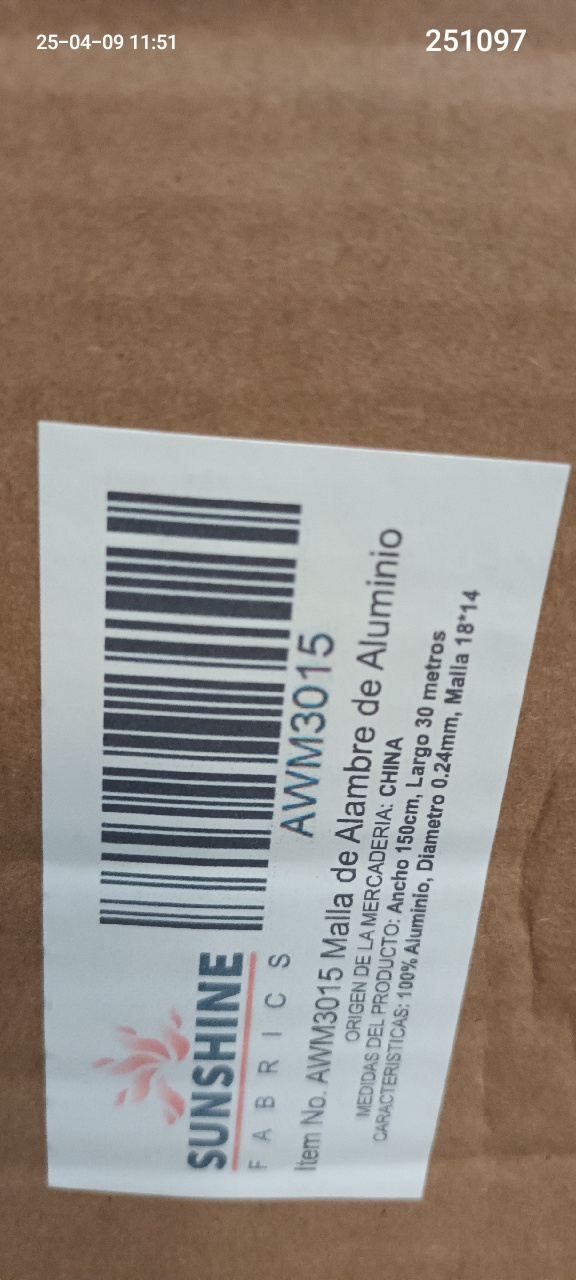 25-04-09 11:51
251097
SUNSHINE
FABRICS
AWM3015
Item No. AWM3015 Malla de Alambre de Aluminio
ORIGEN DE LA MERCADERIA: CHINA
MEDIDAS DEL PRODUCTO: Ancho 150cm, Largo 30 metros
CARACTERISTICAS: 100% Aluminio, Diametro 0.24mm, Malla 18*14